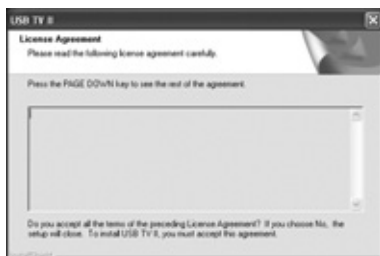 USB TV II
License Agreement
Please read the following license agreement carefully.
Press the PAGE DOWN key to see the rest of the agreement.
Do you accept all the terms of the preceding License Agreement? If you choose No, the
setup will close. To install USB TV II, you must accept this agreement.
InstallShield